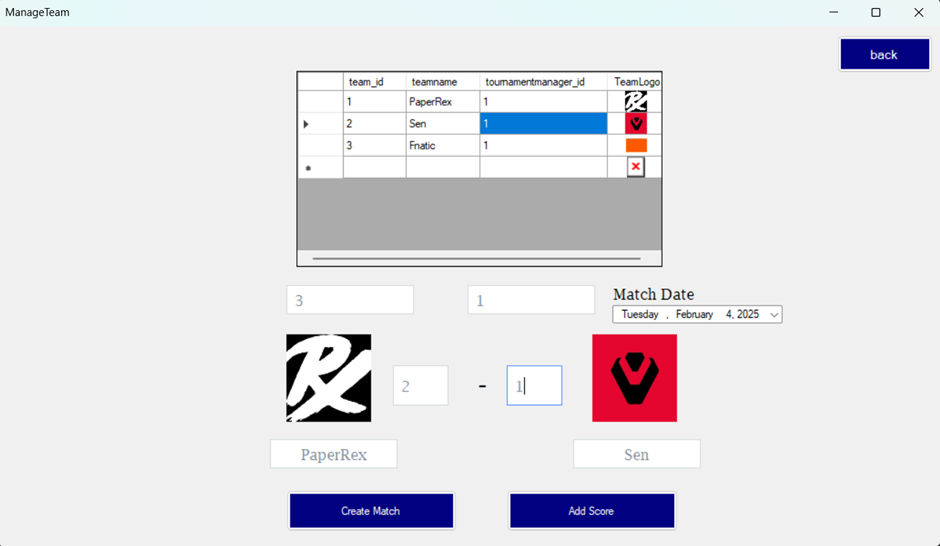 ManageTeam
back
team_id teamname tournamentmanager_id TeamLogo
1 PaperRex 1
2 Sen 1
3 Fnatic 1
3 1
Match Date
Tuesday , February 4, 2025
2 - 1
PaperRex Sen
Create Match Add Score